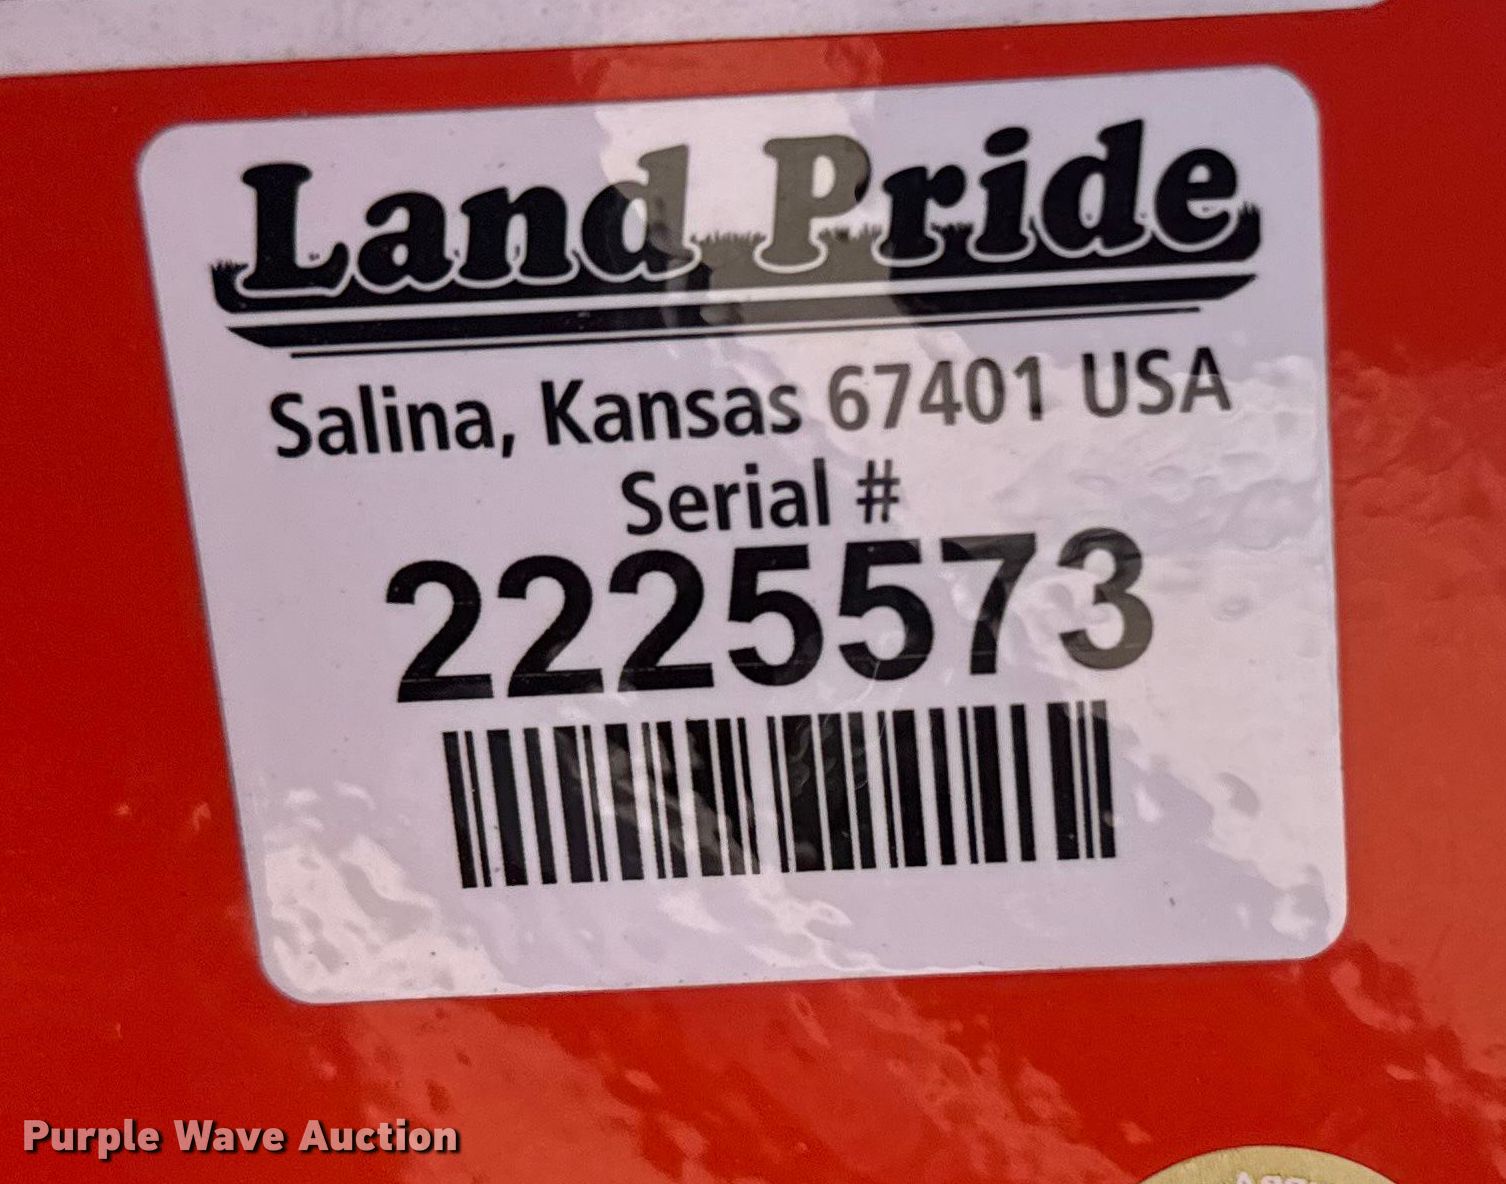 Land Pride
Salina, Kansas 67401 USA
Serial #
2225573
Purple Wave Auction